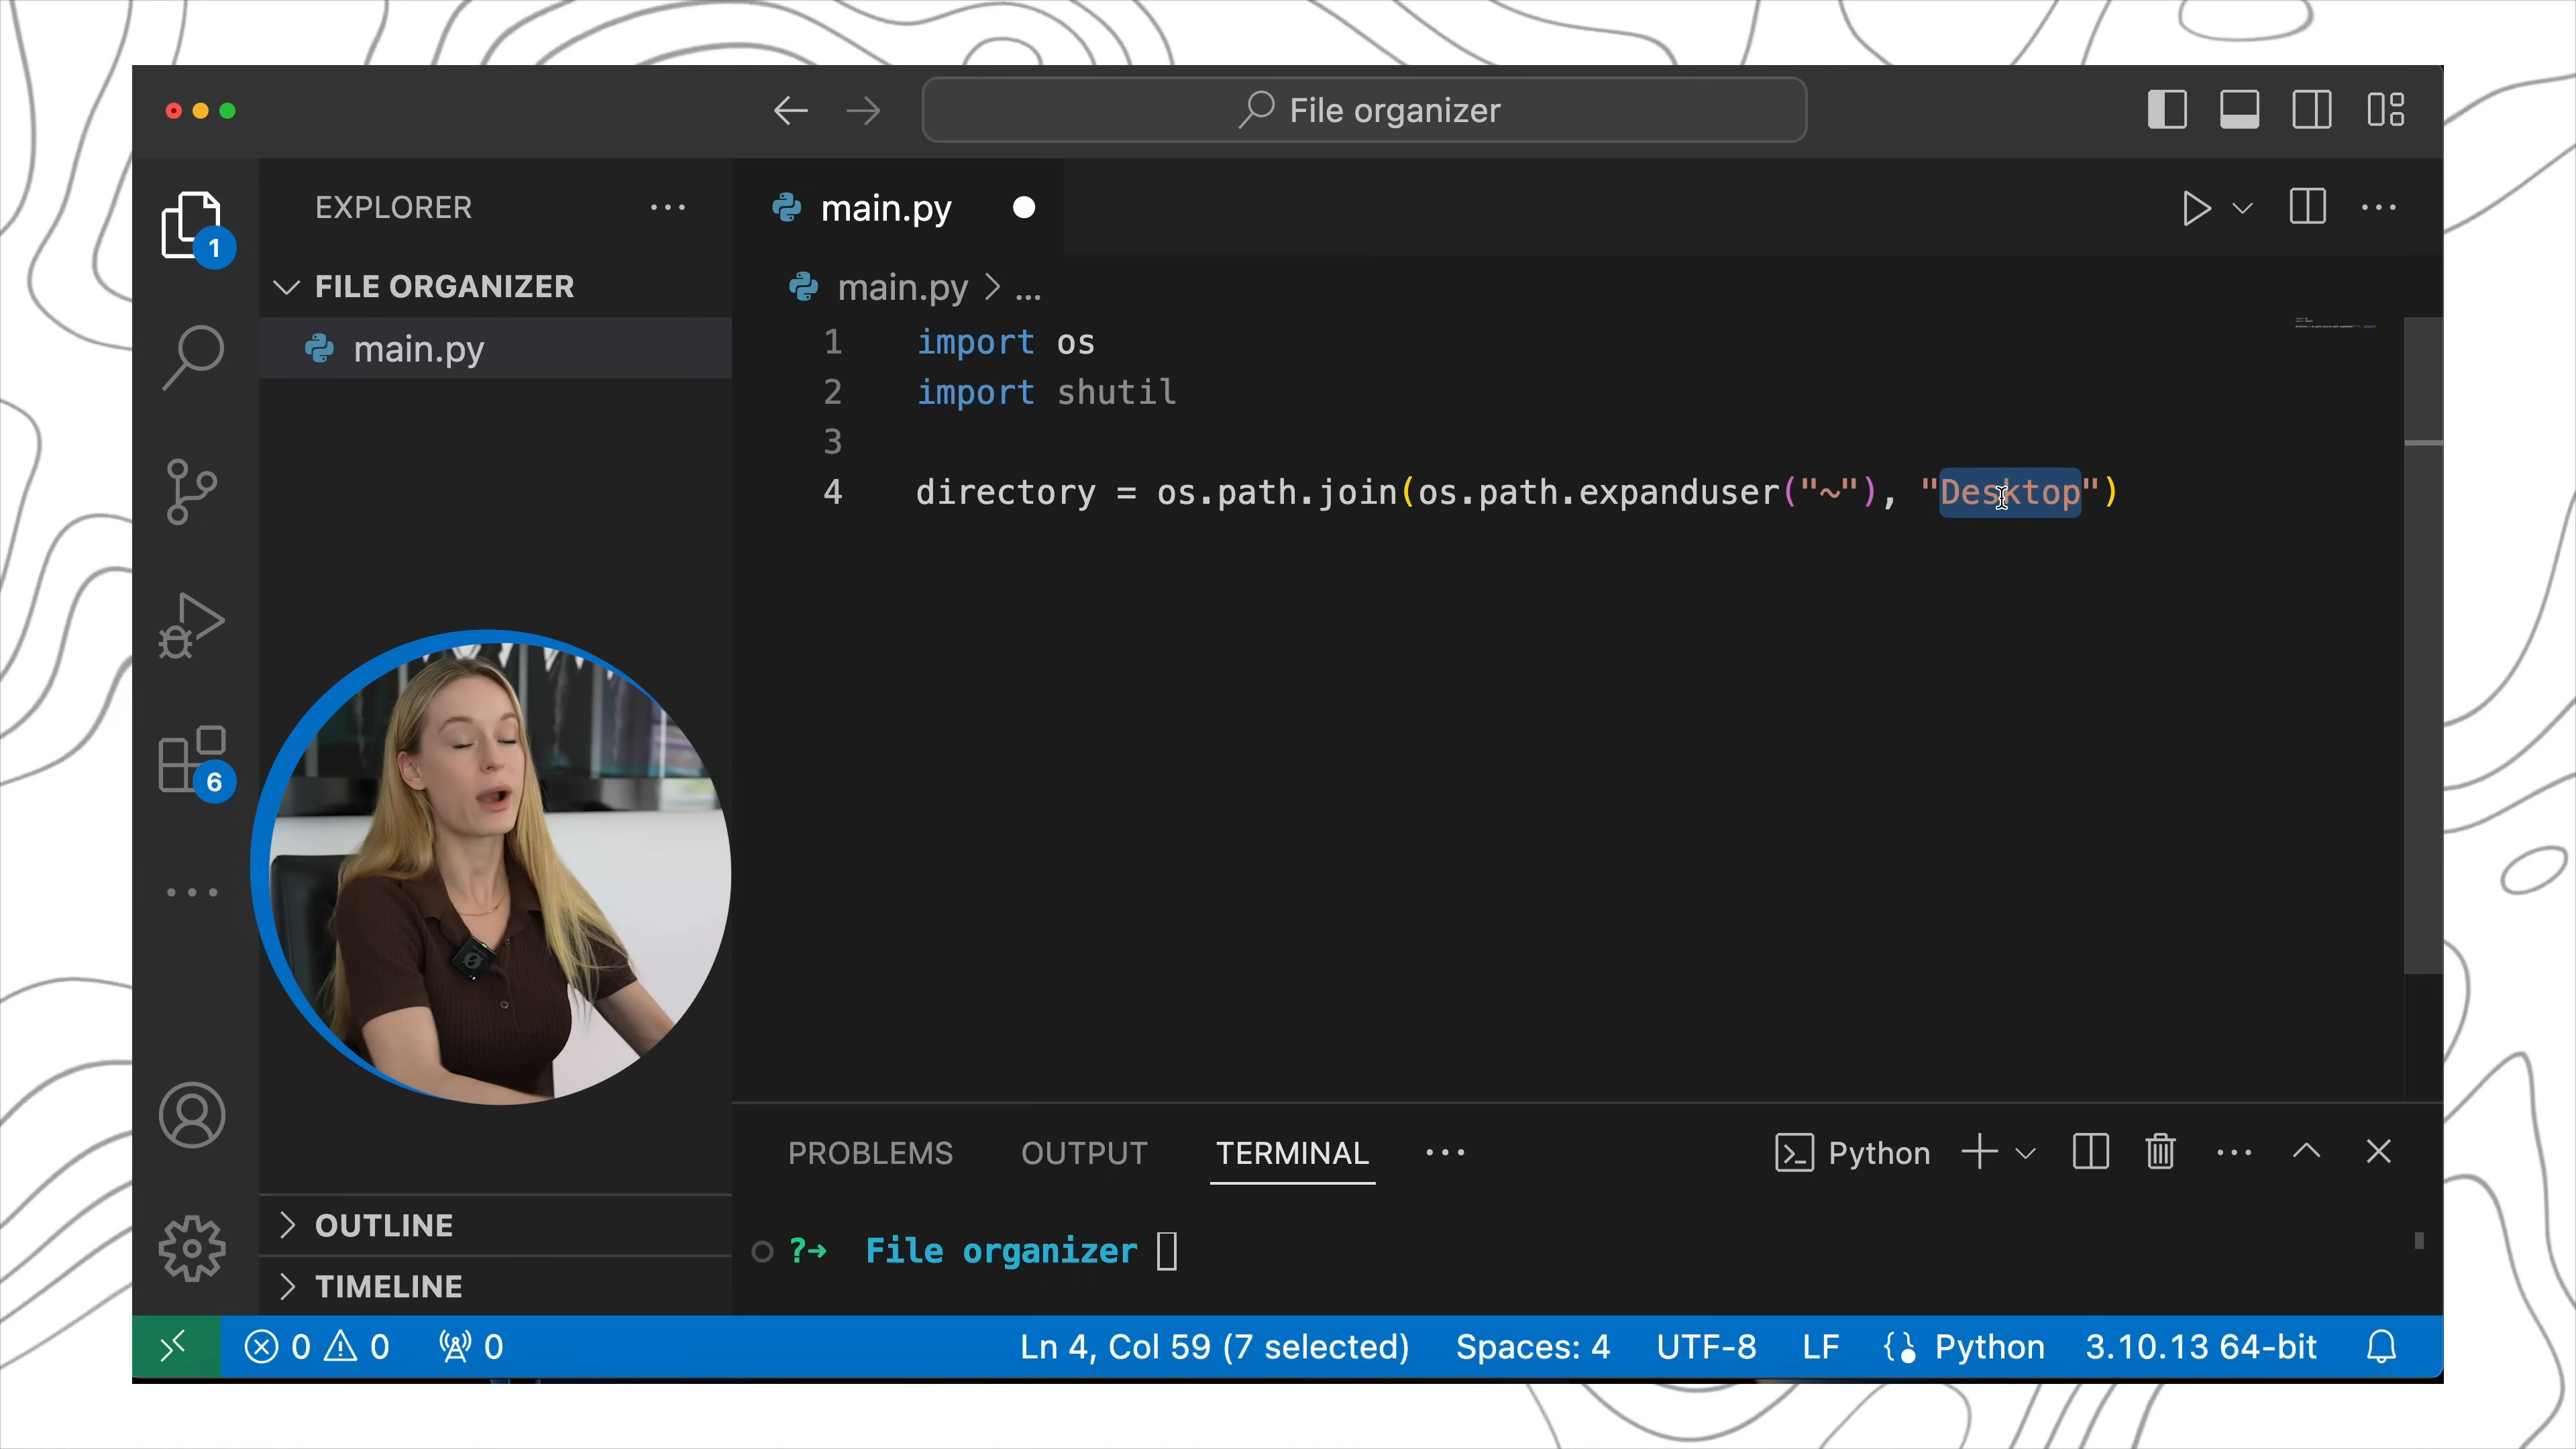 File organizer
EXPLORER
FILE ORGANIZER
main.py
1
6
main.py
main.py > ...
1 import os
2 import shutil
3
4 directory = os.path.join(os.path.expanduser("~"), "Desktop")
OUTLINE
TIMELINE
PROBLEMS OUTPUT TERMINAL Python
?→ File organizer
0 0 0 Ln 4, Col 59 (7 selected) Spaces: 4 UTF-8 LF Python 3.10.13 64-bit